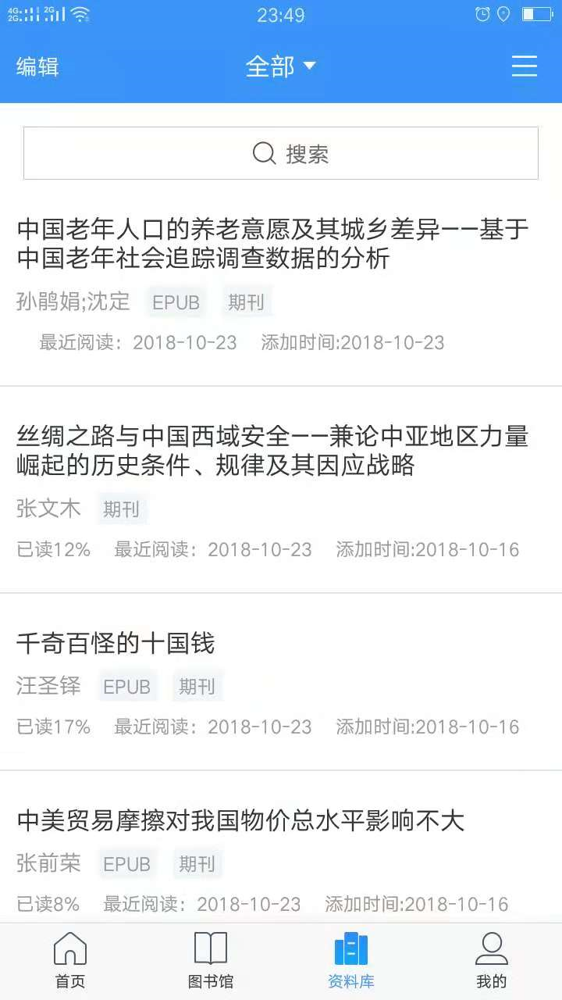 4G 2G 2G 23:49
编辑 全部
搜索
中国老年人口的养老意愿及其城乡差异——基于
中国老年社会追踪调查数据的分析
孙鹃娟;沈定 EPUB 期刊
最近阅读：2018-10-23 添加时间:2018-10-23
丝绸之路与中国西域安全——兼论中亚地区力量
崛起的历史条件、规律及其因应战略
张文木 期刊
已读12% 最近阅读：2018-10-23 添加时间:2018-10-16
千奇百怪的十国钱
汪圣铎 EPUB 期刊
已读17% 最近阅读：2018-10-23 添加时间:2018-10-16
中美贸易摩擦对我国物价总水平影响不大
张前荣 EPUB 期刊
已读8% 最近阅读：2018-10-23 添加时间:2018-10-16
首页 图书馆 资料库 我的